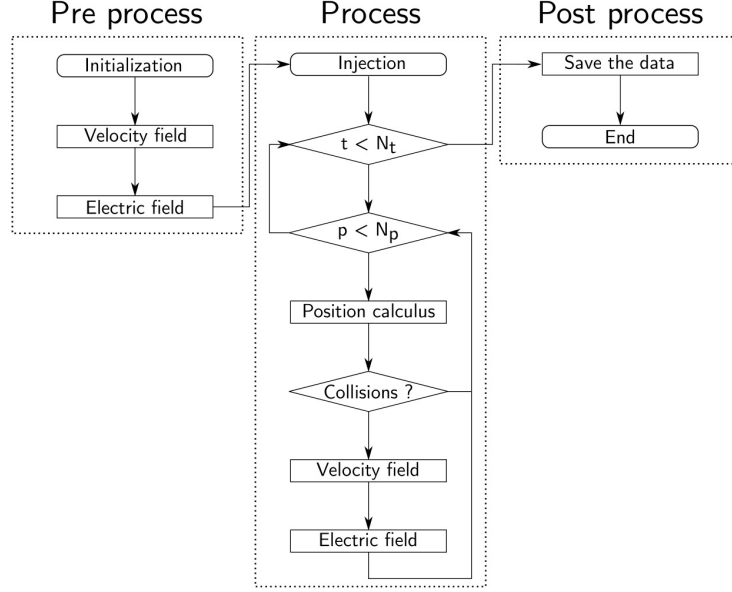 Pre process
Initialization
Velocity field
Electric field
Process
Injection
t < Nt
p < Np
Position calculus
Collisions ?
Velocity field
Electric field
Post process
Save the data
End